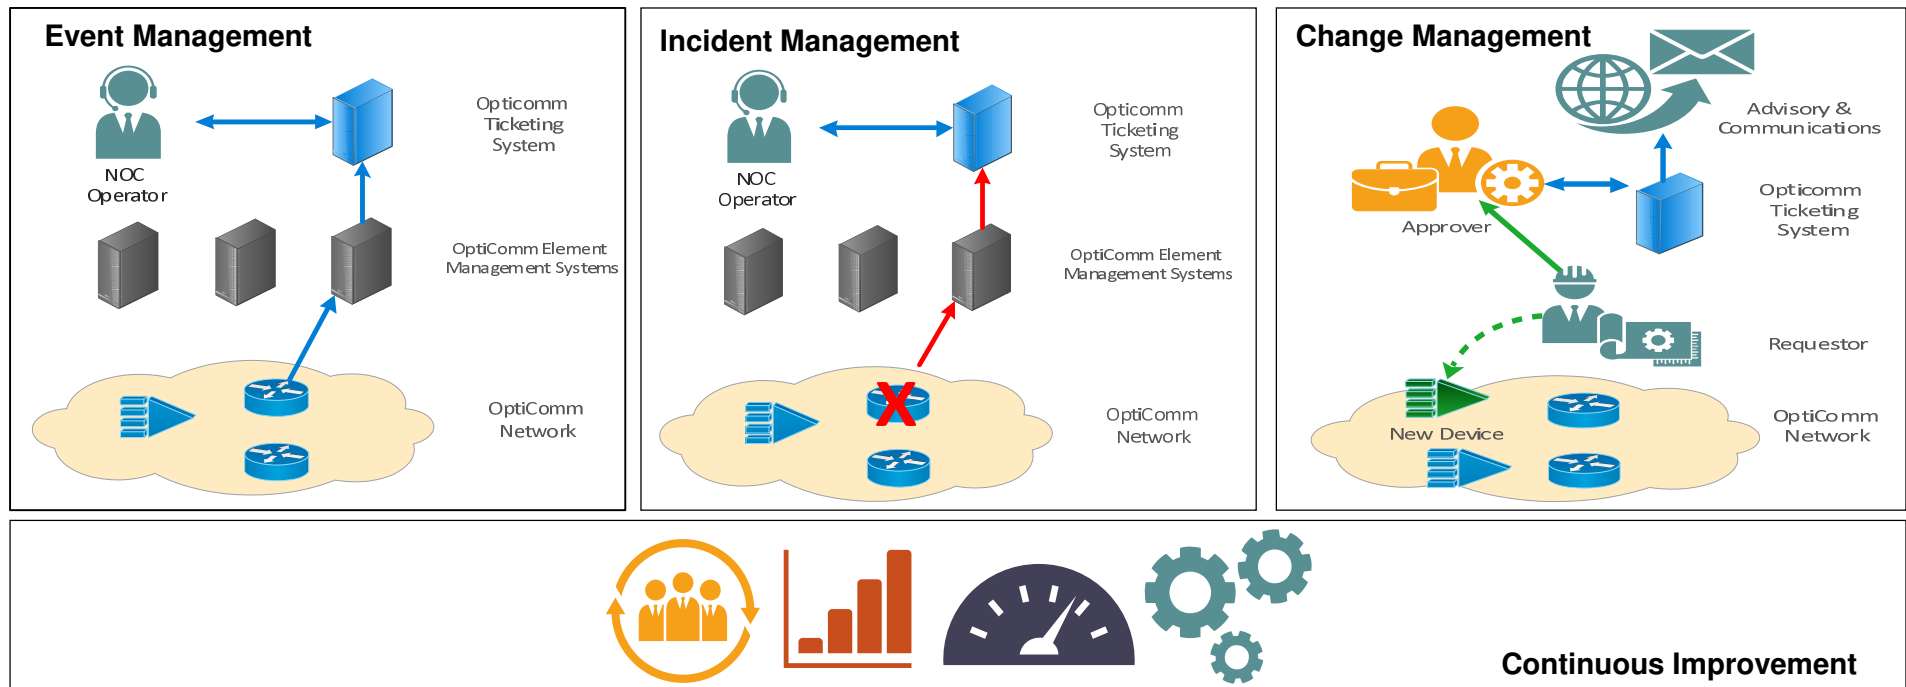 Event Management
Opticomm
Ticketing
System
NOC
Operator
OptiComm Element
Management Systems
OptiComm
Network
Incident Management
Opticomm
Ticketing
System
NOC
Operator
OptiComm Element
Management Systems
OptiComm
Network
X
Change Management
Advisory &
Communications
Opticomm
Ticketing
System
Approver
Requestor
New Device
OptiComm
Network
Continuous Improvement